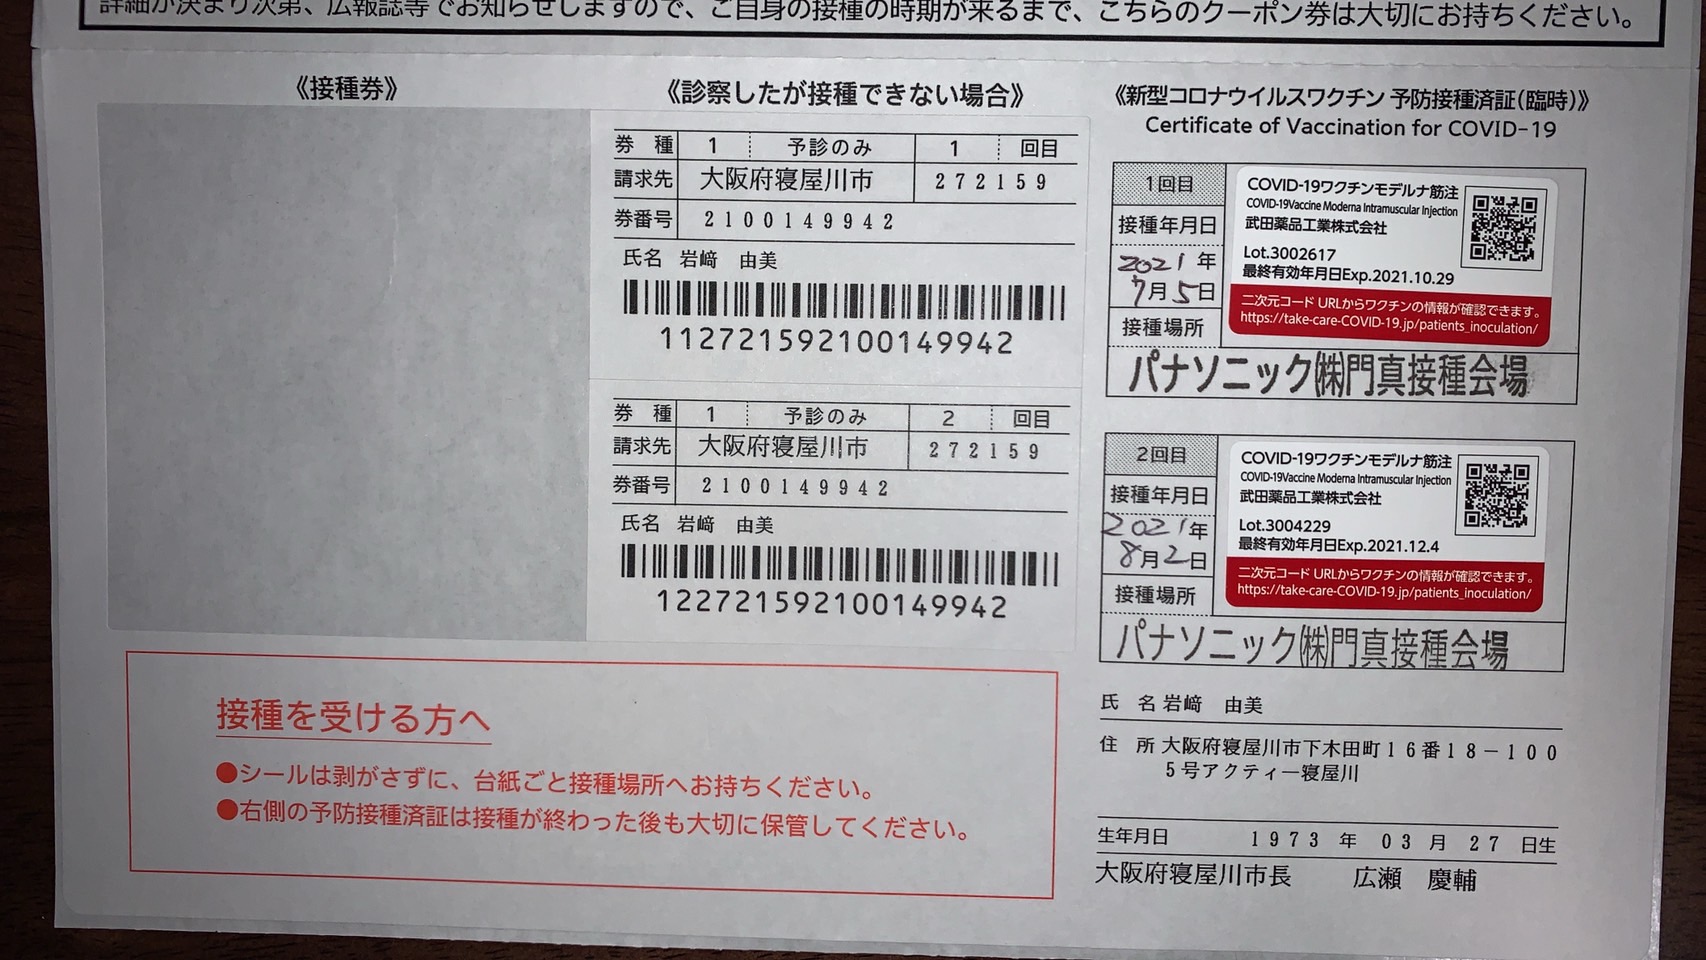 詳細が決まり次第、広報誌等でお知らせしますので、ご自身の接種の時期が来るまで、こちらのクーポン券は大切にお持ちください。
《接種券》
《診察したが接種できない場合》
券 種 1 予診のみ 1 回目
請求先 大阪府寝屋川市 272159
券番号 2100149942
氏名 岩﨑 由美
112721592100149942
券 種 1 予診のみ 2 回目
請求先 大阪府寝屋川市 272159
券番号 2100149942
氏名 岩﨑 由美
122721592100149942
接種を受ける方へ
●シールは剥がさずに、台紙ごと接種場所へお持ちください。
●右側の予防接種済証は接種が終わった後も大切に保管してください。
《新型コロナウイルスワクチン 予防接種済証(臨時)》
Certificate of Vaccination for COVID-19
1回目
接種年月日
2021年
7月5日
接種場所
COVID-19ワクチンモデルナ筋注
COVID-19Vaccine Moderna Intramuscular Injection
武田薬品工業株式会社
Lot.3002617
最終有効年月日Exp.2021.10.29
二次元コード URLからワクチンの情報が確認できます。
https://take-care-COVID-19.jp/patients_inoculation/
パナソニック㈱門真接種会場
2回目
接種年月日
2021年
8月2日
接種場所
COVID-19ワクチンモデルナ筋注
COVID-19Vaccine Moderna Intramuscular Injection
武田薬品工業株式会社
Lot.3004229
最終有効年月日Exp.2021.12.4
二次元コード URLからワクチンの情報が確認できます。
https://take-care-COVID-19.jp/patients_inoculation/
パナソニック㈱門真接種会場
氏 名 岩﨑 由美
住 所 大阪府寝屋川市下木田町16番18-100
5号アクティー寝屋川
生年月日 1973 年 03 月 27 日生
大阪府寝屋川市長 広瀬 慶輔